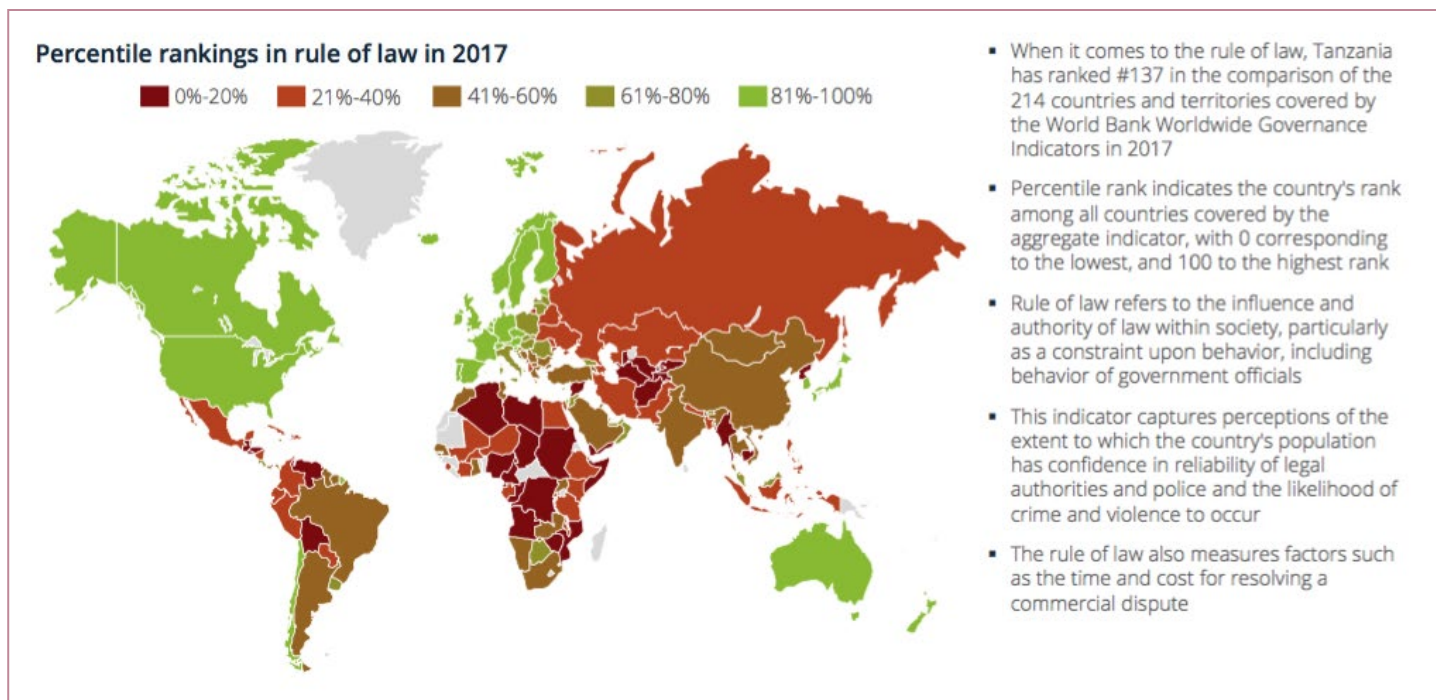 Percentile rankings in rule of law in 2017
0%-20% 21%-40% 41%-60% 61%-80% 81%-100%
▪ When it comes to the rule of law, Tanzania
has ranked #137 in the comparison of the
214 countries and territories covered by
the World Bank Worldwide Governance
Indicators in 2017
▪ Percentile rank indicates the country's rank
among all countries covered by the
aggregate indicator, with 0 corresponding
to the lowest, and 100 to the highest rank
▪ Rule of law refers to the influence and
authority of law within society, particularly
as a constraint upon behavior, including
behavior of government officials
▪ This indicator captures perceptions of the
extent to which the country's population
has confidence in reliability of legal
authorities and police and the likelihood of
crime and violence to occur
▪ The rule of law also measures factors such
as the time and cost for resolving a
commercial dispute